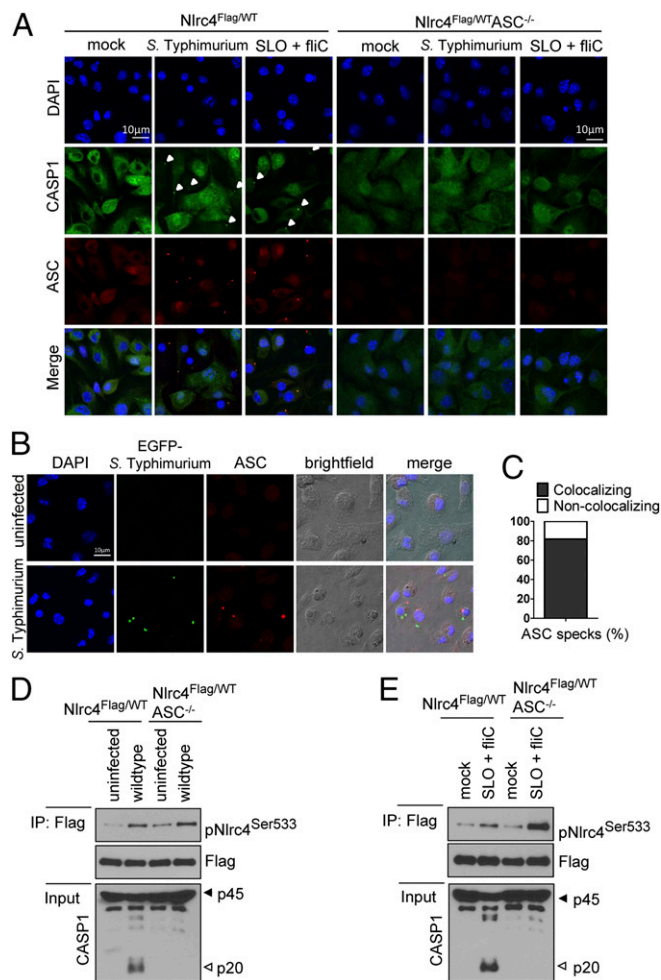 A
Nlrc4Flag/WT
Nlrc4Flag/WTASC-/-
mock
S. Typhimurium
SLO + fliC
mock
S. Typhimurium
SLO + fliC
DAPI
10μm
10μm
CASP1
ASC
Merge
B
DAPI
EGFP-
S. Typhimurium
ASC
brightfield
merge
uninfected
10μm
S. Typhimurium
C
Colocalizing
Non-colocalizing
100
80
60
40
20
0
ASC specks (%)
D
Nlrc4Flag/WT
Nlrc4Flag/WT
ASC-/-
uninfected
wildtype
uninfected
wildtype
IP: Flag
pNlrc4Ser533
Flag
Input
CASP1
p45
p20
E
Nlrc4Flag/WT
Nlrc4Flag/WT
ASC-/-
mock
SLO + fliC
mock
SLO + fliC
IP: Flag
pNlrc4Ser533
Flag
Input
CASP1
p45
p20